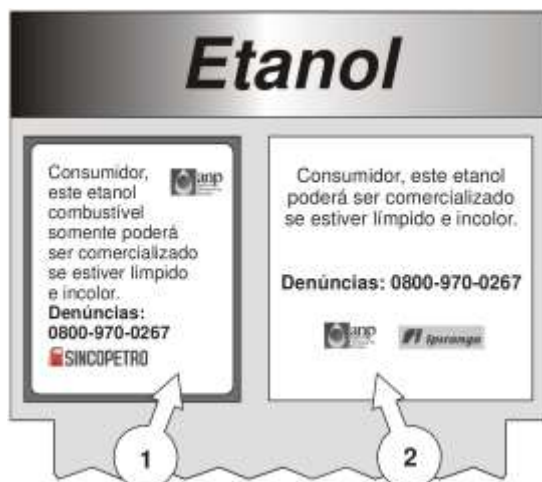 Etanol
Consumidor,
este etanol
combustível
somente poderá
ser comercializado
se estiver límpido
e incolor.
Denúncias:
0800-970-0267
SINCOPETRO
anp
Consumidor, este etanol
poderá ser comercializado
se estiver límpido e incolor.
Denúncias: 0800-970-0267
anp
Ipiranga
1
2